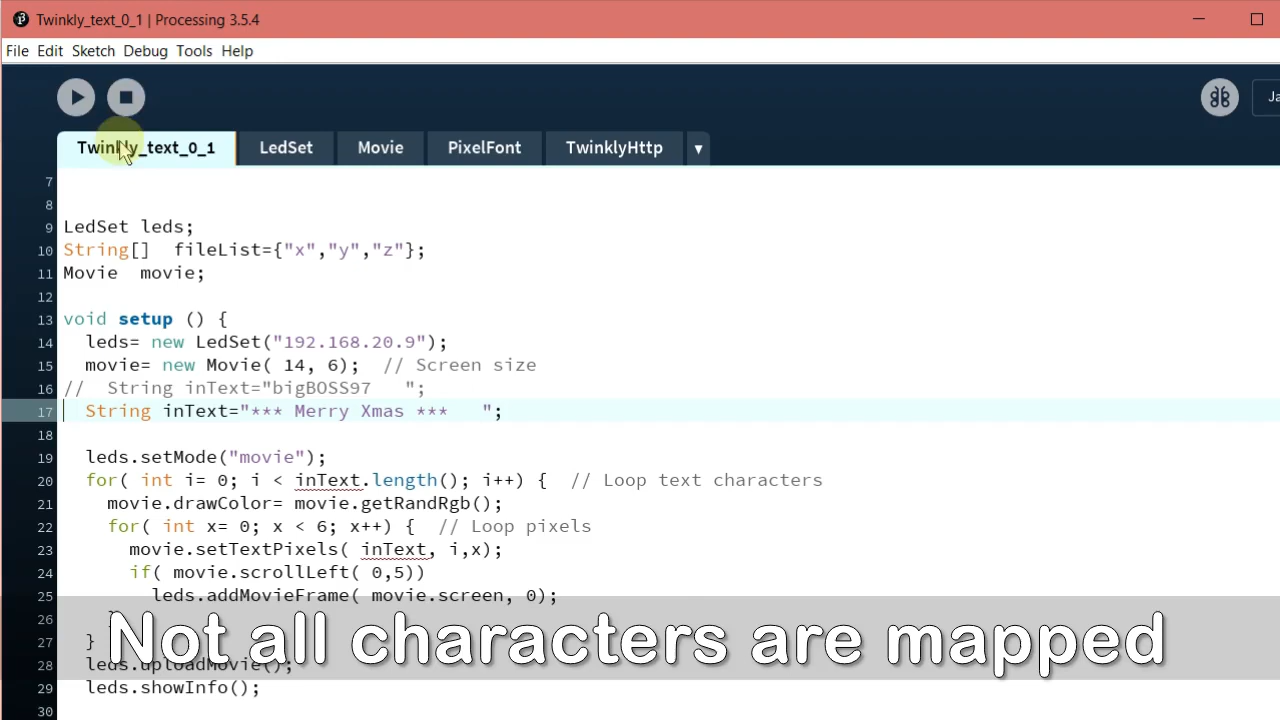 Twinkly_text_0_1 | Processing 3.5.4
File Edit Sketch Debug Tools Help
Ja
Twinkly_text_0_1 LedSet Movie PixelFont TwinklyHttp ▼
7
8
9 LedSet leds;
10 String[]  fileList={"x","y","z"};
11 Movie  movie;
12
13 void setup () {
14   leds= new LedSet("192.168.20.9");
15   movie= new Movie( 14, 6);  // Screen size
16 //  String inText="bigBOSS97   ";
17   String inText="*** Merry Xmas ***   ";
18
19   leds.setMode("movie");
20   for( int i= 0; i < inText.length(); i++) {  // Loop text characters
21     movie.drawColor= movie.getRandRgb();
22     for( int x= 0; x < 6; x++) {  // Loop pixels
23       movie.setTextPixels( inText, i,x);
24       if( movie.scrollLeft( 0,5))
25         leds.addMovieFrame( movie.screen, 0);
26     }
27   }
28   leds.uploadMovie();
29   leds.showInfo();
30
Not all characters are mapped